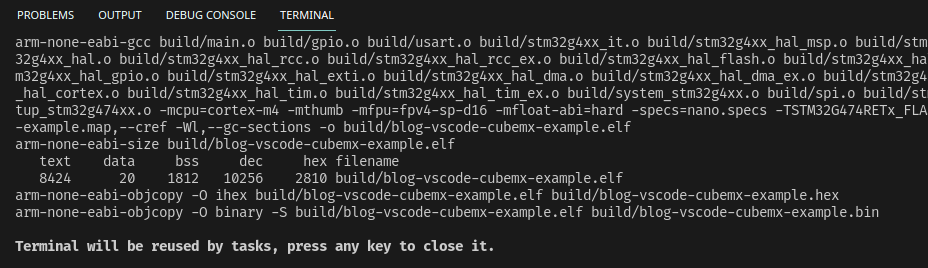 PROBLEMS OUTPUT DEBUG CONSOLE TERMINAL
arm-none-eabi-gcc build/main.o build/gpio.o build/usart.o build/stm32g4xx_it.o build/stm32g4xx_hal_msp.o build/stm
32g4xx_hal.o build/stm32g4xx_hal_rcc.o build/stm32g4xx_hal_rcc_ex.o build/stm32g4xx_hal_flash.o build/stm32g4xx_ha
m32g4xx_hal_gpio.o build/stm32g4xx_hal_exti.o build/stm32g4xx_hal_dma.o build/stm32g4xx_hal_dma_ex.o build/stm32g4
_hal_cortex.o build/stm32g4xx_hal_tim.o build/stm32g4xx_hal_tim_ex.o build/system_stm32g4xx.o build/spi.o build/st
tup_stm32g474xx.o -mcpu=cortex-m4 -mthumb -mfpu=fpv4-sp-d16 -mfloat-abi=hard -specs=nano.specs -TSTM32G474RETx_FLA
-example.map,--cref -Wl,--gc-sections -o build/blog-vscode-cubemx-example.elf
arm-none-eabi-size build/blog-vscode-cubemx-example.elf
text data bss dec hex filename
8424 20 1812 10256 2810 build/blog-vscode-cubemx-example.elf
arm-none-eabi-objcopy -O ihex build/blog-vscode-cubemx-example.elf build/blog-vscode-cubemx-example.hex
arm-none-eabi-objcopy -O binary -S build/blog-vscode-cubemx-example.elf build/blog-vscode-cubemx-example.bin
Terminal will be reused by tasks, press any key to close it.